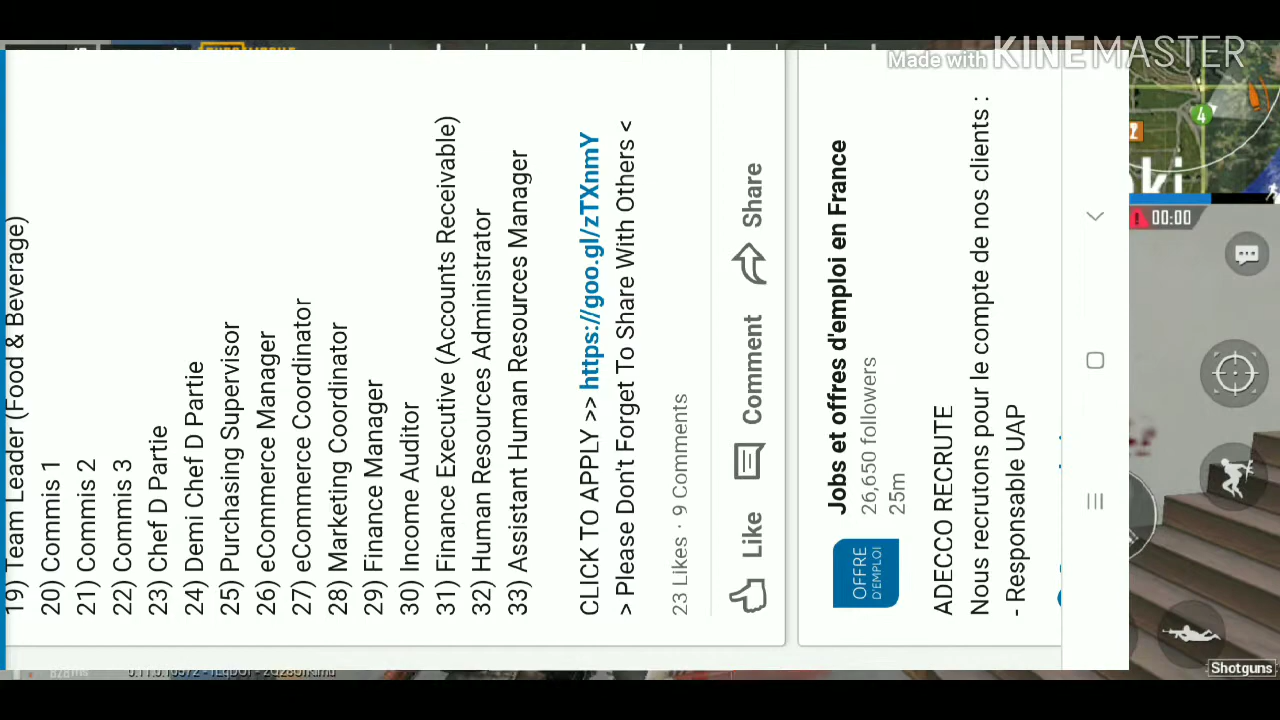 Made with KINEMASTER
19) Team Leader (Food & Beverage)
20) Commis 1
21) Commis 2
22) Commis 3
23 Chef D Partie
24) Demi Chef D Partie
25) Purchasing Supervisor
26) eCommerce Manager
27) eCommerce Coordinator
28) Marketing Coordinator
29) Finance Manager
30) Income Auditor
31) Finance Executive (Accounts Receivable)
32) Human Resources Administrator
33) Assistant Human Resources Manager
CLICK TO APPLY >> https://goo.gl/zTXnmY
> Please Don't Forget To Share With Others <
23 Likes · 9 Comments
Like
Comment
Share
OFFRE
D'EMPLOI
Jobs et offres d'emploi en France
26,650 followers
25m
ADECCO RECRUTE
Nous recrutons pour le compte de nos clients :
- Responsable UAP
4
00:00
Shotguns